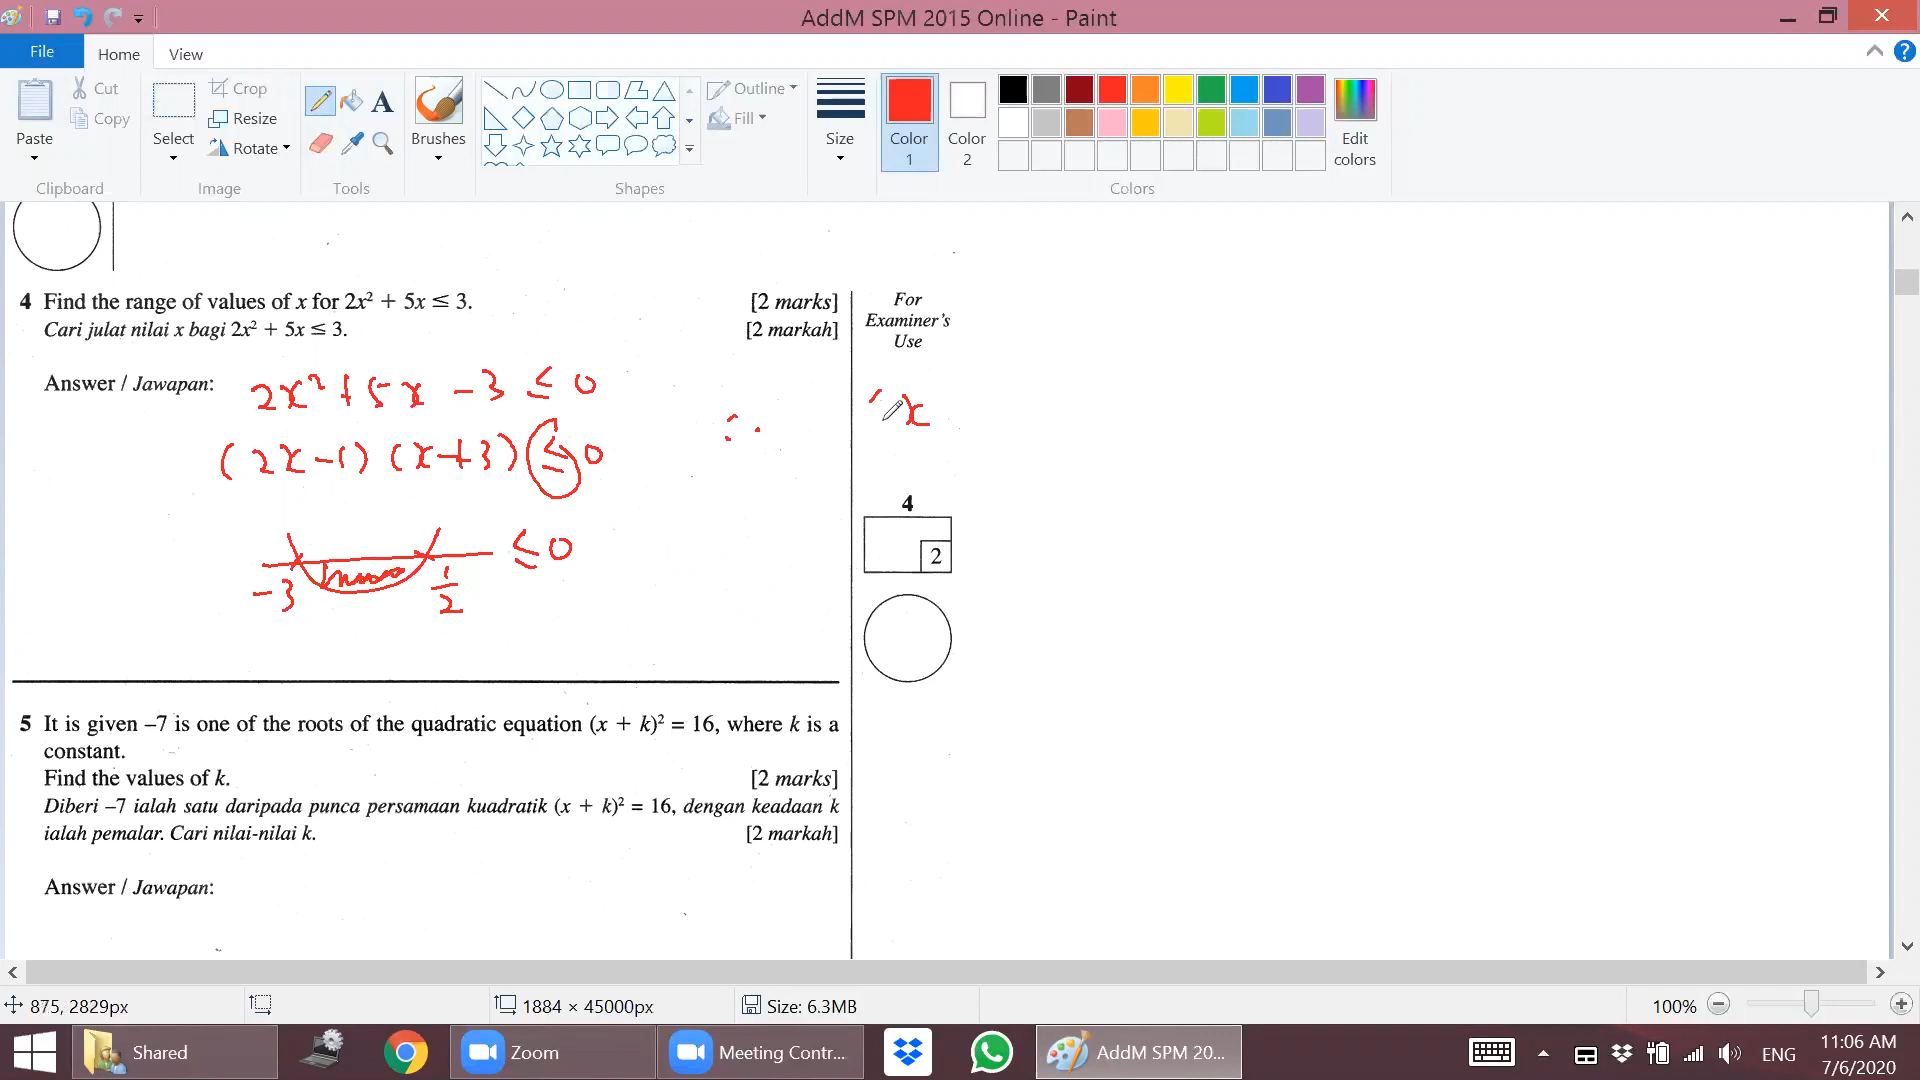 AddM SPM 2015 Online - Paint
File Home View
Paste Cut Copy Clipboard
Select Crop Resize Rotate Image
Tools
Brushes
Outline Fill Shapes
Size
Color 1 Color 2 Edit colors Colors
4 Find the range of values of x for 2x² + 5x ≤ 3. [2 marks]
Cari julat nilai x bagi 2x² + 5x ≤ 3. [2 markah]
For Examiner's Use
Answer / Jawapan: 2x² + 5x - 3 ≤ 0
(2x - 1) (x + 3) ≤ 0
∴ x
≤ 0
-3 1/2
4
2
5 It is given –7 is one of the roots of the quadratic equation (x + k)² = 16, where k is a
constant.
Find the values of k. [2 marks]
Diberi –7 ialah satu daripada punca persamaan kuadratik (x + k)² = 16, dengan keadaan k
ialah pemalar. Cari nilai-nilai k. [2 markah]
Answer / Jawapan:
875, 2829px 1884 × 45000px Size: 6.3MB 100%
Shared Zoom Meeting Contr... AddM SPM 20... ENG 11:06 AM
7/6/2020